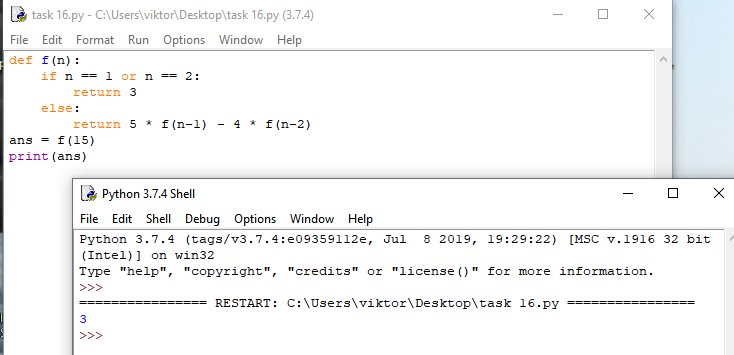 task 16.py - C:\Users\viktor\Desktop\task 16.py (3.7.4)
File Edit Format Run Options Window Help
def f(n):
    if n == 1 or n == 2:
        return 3
    else:
        return 5 * f(n-1) - 4 * f(n-2)
ans = f(15)
print(ans)
Python 3.7.4 Shell
File Edit Shell Debug Options Window Help
Python 3.7.4 (tags/v3.7.4:e09359112e, Jul  8 2019, 19:29:22) [MSC v.1916 32 bit
(Intel)] on win32
Type "help", "copyright", "credits" or "license()" for more information.
>>>
================ RESTART: C:\Users\viktor\Desktop\task 16.py ================
3
>>>